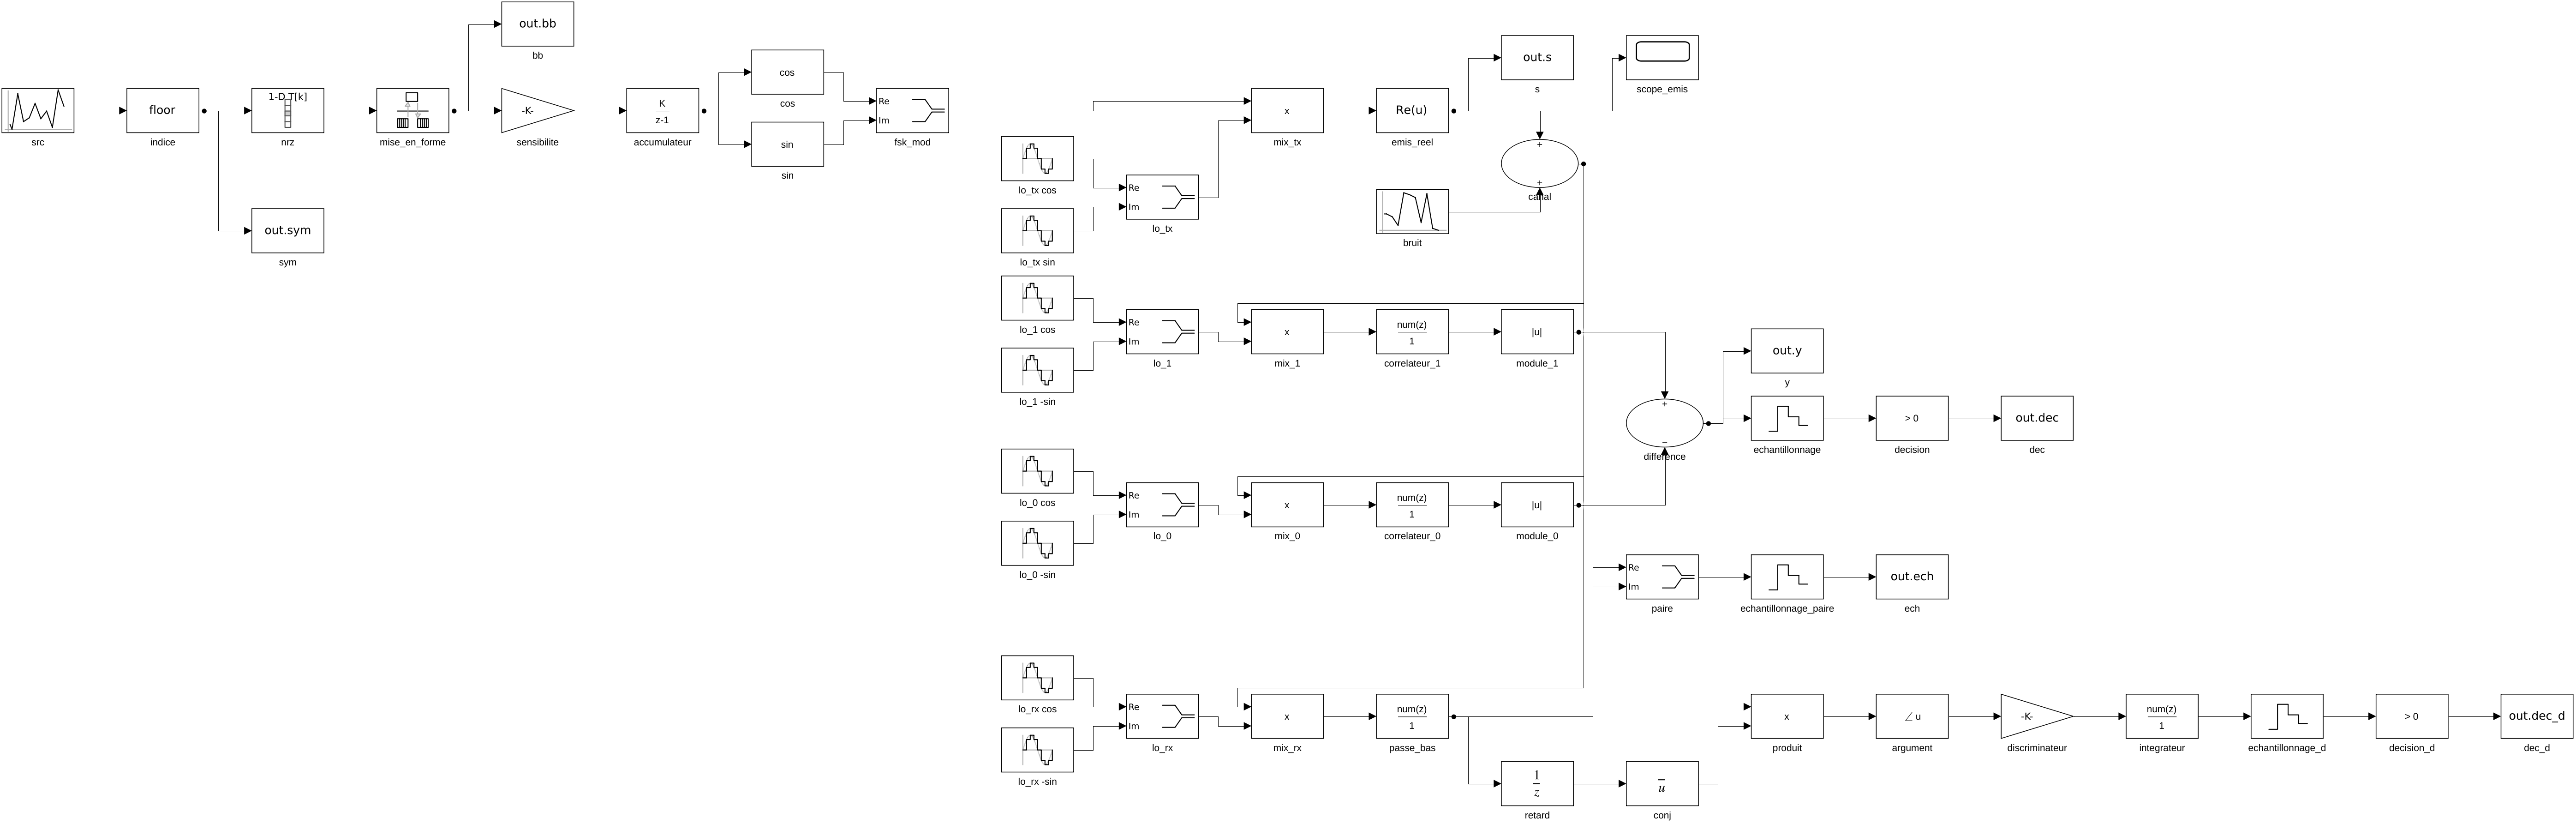 out.bb
bb
src
floor
indice
1-D T[k]
nrz
mise_en_forme
-K-
sensibilite
K
z-1
accumulateur
cos
cos
sin
sin
Re
Im
fsk_mod
out.sym
sym
lo_tx cos
lo_tx sin
Re
Im
lo_tx
x
mix_tx
Re(u)
emis_reel
out.s
s
scope_emis
+
+
canal
bruit
lo_1 cos
lo_1 -sin
Re
Im
lo_1
x
mix_1
num(z)
1
correlateur_1
|u|
module_1
+
−
difference
out.y
y
echantillonnage
> 0
decision
out.dec
dec
lo_0 cos
lo_0 -sin
Re
Im
lo_0
x
mix_0
num(z)
1
correlateur_0
|u|
module_0
Re
Im
paire
echantillonnage_paire
out.ech
ech
lo_rx cos
lo_rx -sin
Re
Im
lo_rx
x
mix_rx
num(z)
1
passe_bas
1
z
retard
u
conj
x
produit
∠ u
argument
-K-
discriminateur
num(z)
1
integrateur
echantillonnage_d
> 0
decision_d
out.dec_d
dec_d